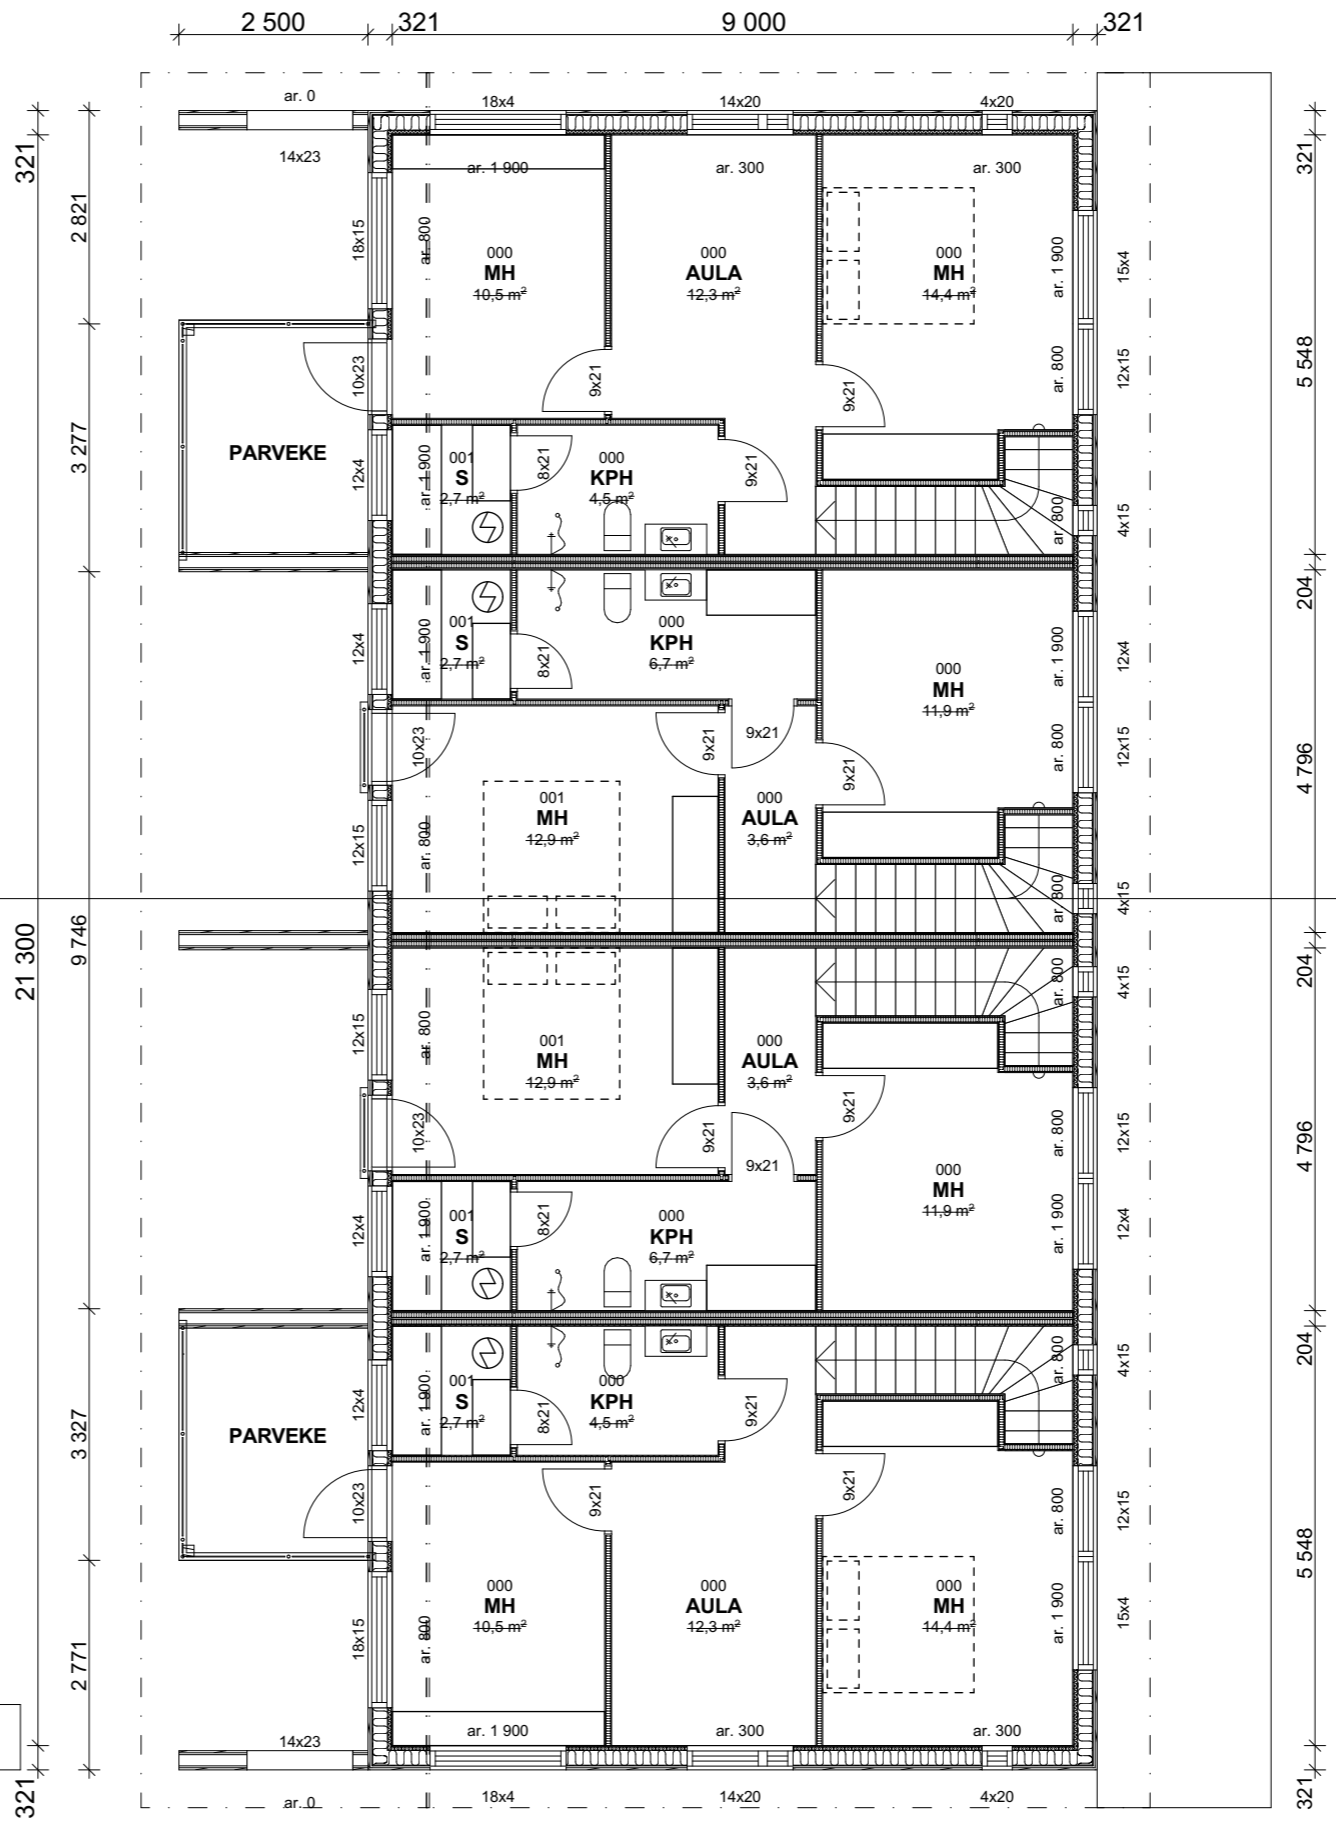 2 500
321
9 000
321
ar. 0
18x4
14x20
4x20
321
321
14x23
ar. 1 900
ar. 300
ar. 300
2 821
18x15
ar. 800
000
MH
10,5 m²
000
AULA
12,3 m²
000
MH
14,4 m²
ar. 1 900
15x4
5 548
10x23
9x21
9x21
ar. 800
12x15
3 277
PARVEKE
12x4
ar. 1 900
001
S
2,7 m²
8x21
000
KPH
4,5 m²
9x21
ar. 800
4x15
204
12x4
ar. 1 900
001
S
2,7 m²
8x21
000
KPH
6,7 m²
000
MH
11,9 m²
ar. 1 900
12x4
10x23
9x21
9x21
9x21
ar. 800
12x15
4 796
12x15
ar. 800
001
MH
12,9 m²
000
AULA
3,6 m²
ar. 800
4x15
21 300
9 746
204
ar. 800
4x15
12x15
ar. 800
001
MH
12,9 m²
000
AULA
3,6 m²
10x23
9x21
9x21
9x21
ar. 800
12x15
4 796
12x4
ar. 1 900
001
S
2,7 m²
8x21
000
KPH
6,7 m²
000
MH
11,9 m²
ar. 1 900
12x4
204
ar. 800
4x15
3 327
PARVEKE
12x4
ar. 1 900
001
S
2,7 m²
8x21
000
KPH
4,5 m²
9x21
10x23
9x21
9x21
ar. 800
12x15
5 548
2 771
18x15
ar. 800
000
MH
10,5 m²
000
AULA
12,3 m²
000
MH
14,4 m²
ar. 1 900
15x4
14x23
ar. 1 900
ar. 300
ar. 300
321
321
ar. 0
18x4
14x20
4x20